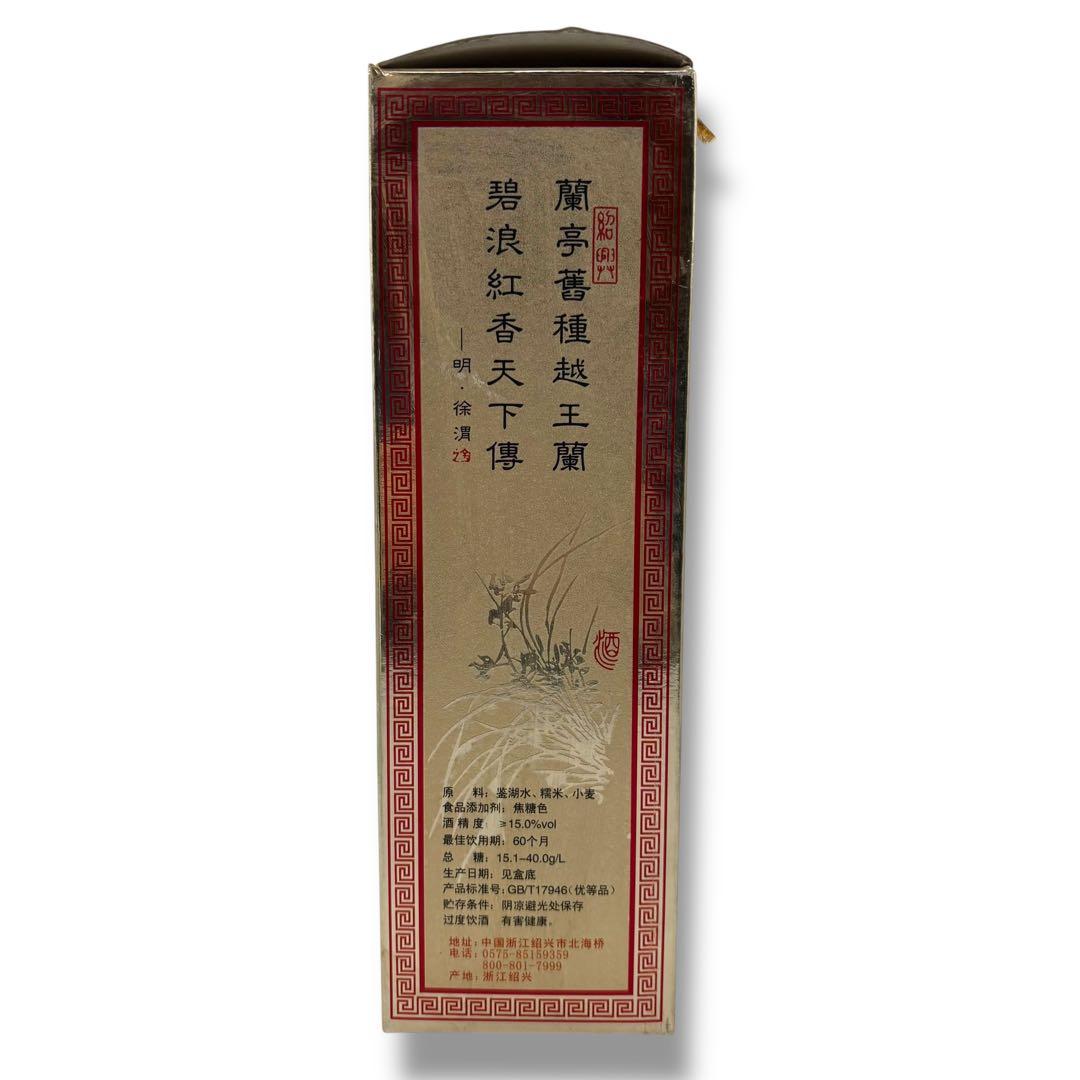 紹興
蘭亭舊種越王蘭
碧浪紅香天下傳
—明·徐渭
酒
原 料：鉴湖水、糯米、小麦
食品添加剂：焦糖色
酒精度：≥15.0%vol
最佳饮用期：60个月
总 糖：15.1-40.0g/L
生产日期：见盒底
产品标准号：GB/T17946（优等品）
贮存条件：阴凉避光处保存
过度饮酒 有害健康。
地址：中国浙江绍兴市北海桥
电话：0575-85159359
800-801-7999
产地：浙江绍兴